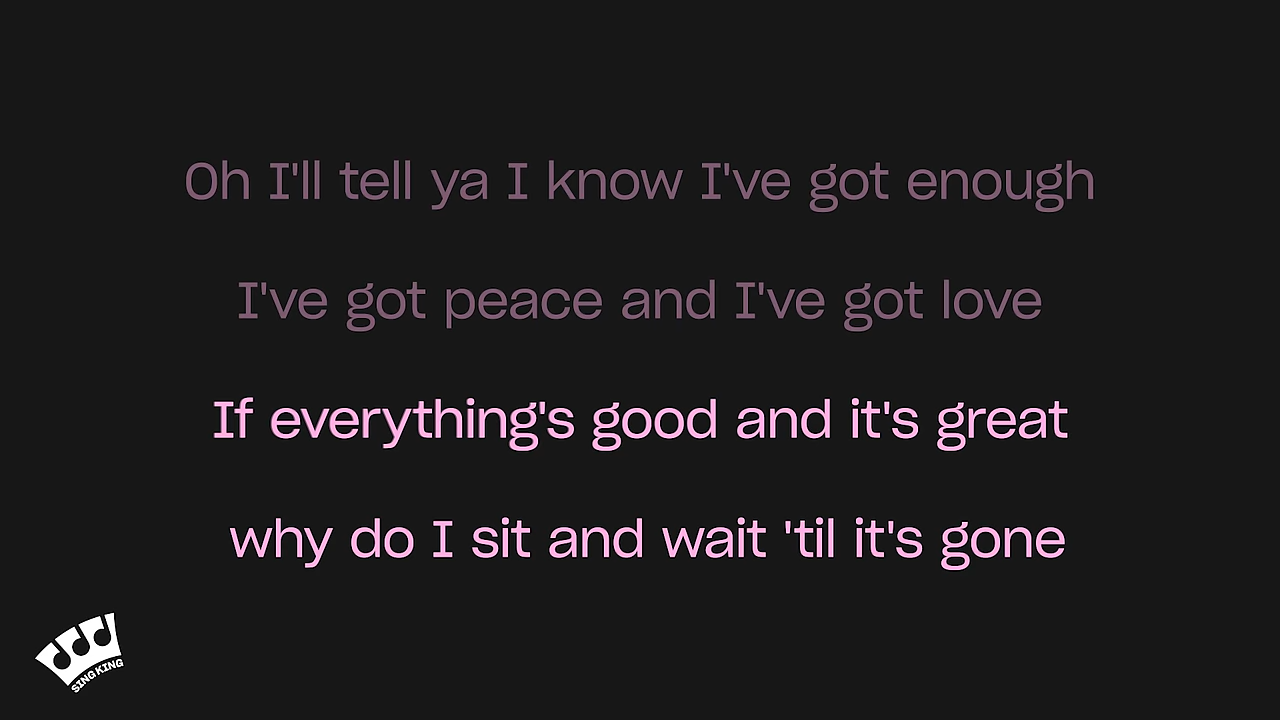 Oh I'll tell ya I know I've got enough
I've got peace and I've got love
If everything's good and it's great
why do I sit and wait 'til it's gone
SING KING